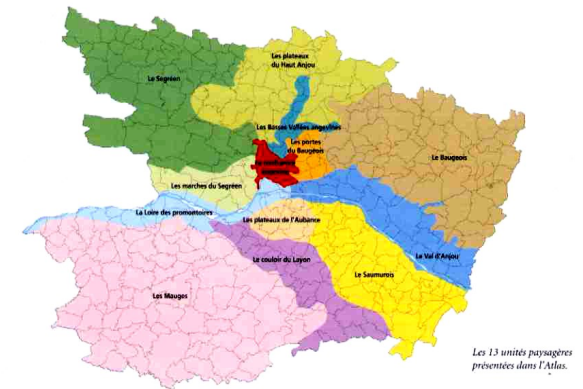 Le Segréen
Les plateaux
du Haut Anjou
Les Basses Vallées angevines
Les portes
du Baugeois
Le Baugeois
Les marches du Segréen
La Loire des promontoires
Les plateaux de l'Aubance
Le Val d'Anjou
Le couloir du Layon
Le Saumurois
Les Mauges
Les 13 unités paysagères
présentées dans l'Atlas.